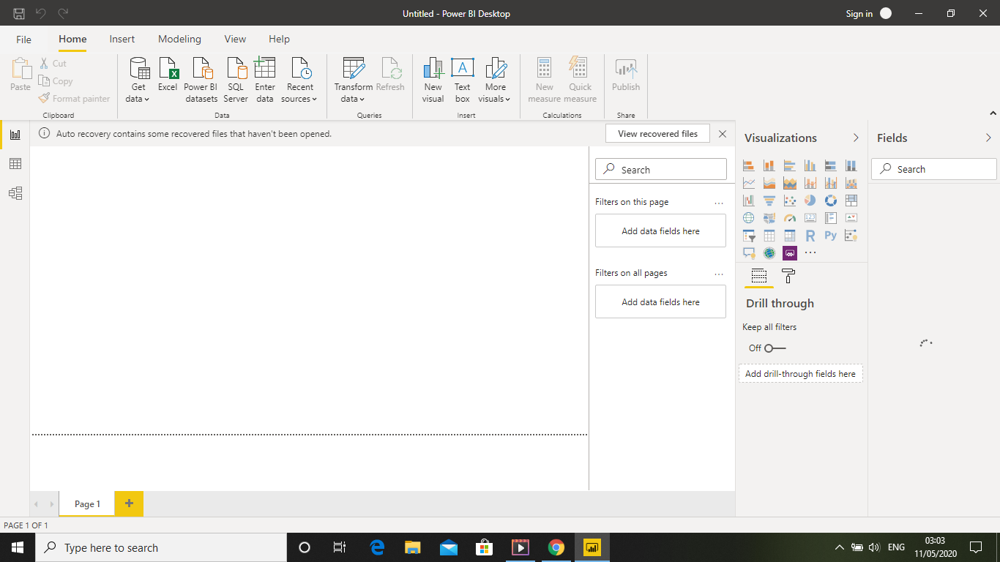 Untitled - Power BI Desktop
Sign in
File
Home
Insert
Modeling
View
Help
Paste
Cut
Copy
Format painter
Clipboard
Get data
Excel
Power BI datasets
SQL Server
Enter data
Recent sources
Data
Transform data
Refresh
Queries
New visual
Text box
More visuals
Insert
New measure
Quick measure
Calculations
Publish
Share
Auto recovery contains some recovered files that haven't been opened.
View recovered files
Search
Filters on this page
...
Add data fields here
Filters on all pages
...
Add data fields here
Visualizations
123
R
Py
...
Drill through
Keep all filters
Off
Add drill-through fields here
Fields
Search
Page 1
PAGE 1 OF 1
Type here to search
ENG
03:03
11/05/2020